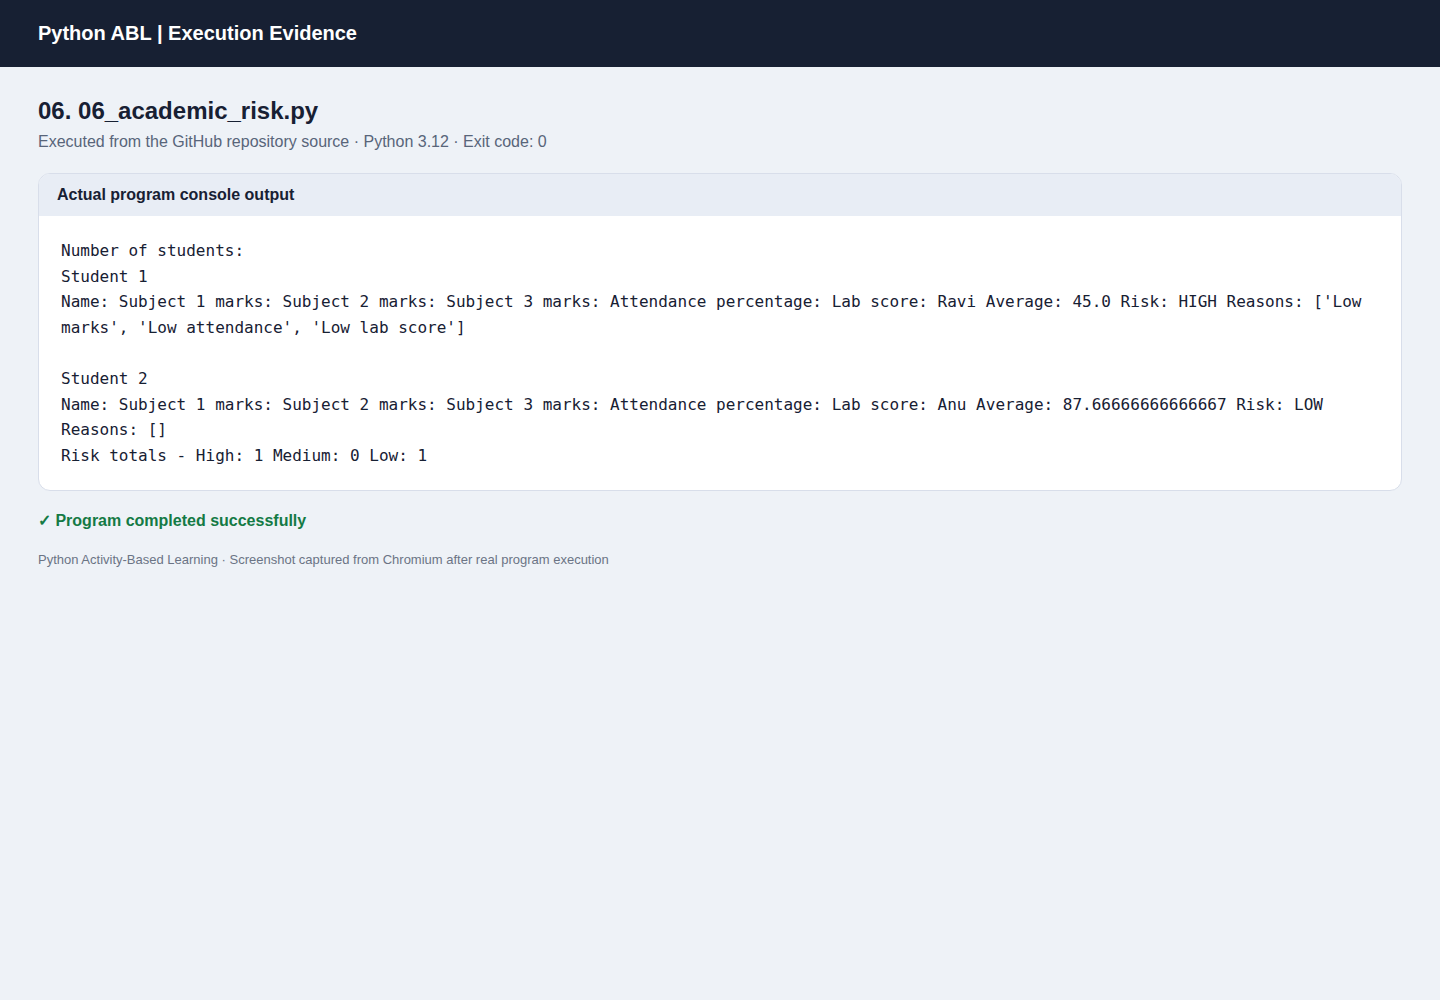 Python ABL | Execution Evidence
06. 06_academic_risk.py
Executed from the GitHub repository source · Python 3.12 · Exit code: 0
Actual program console output
Number of students:
Student 1
Name: Subject 1 marks: Subject 2 marks: Subject 3 marks: Attendance percentage: Lab score: Ravi Average: 45.0 Risk: HIGH Reasons: ['Low
marks', 'Low attendance', 'Low lab score']
Student 2
Name: Subject 1 marks: Subject 2 marks: Subject 3 marks: Attendance percentage: Lab score: Anu Average: 87.66666666666667 Risk: LOW
Reasons: []
Risk totals - High: 1 Medium: 0 Low: 1
✓ Program completed successfully
Python Activity-Based Learning · Screenshot captured from Chromium after real program execution